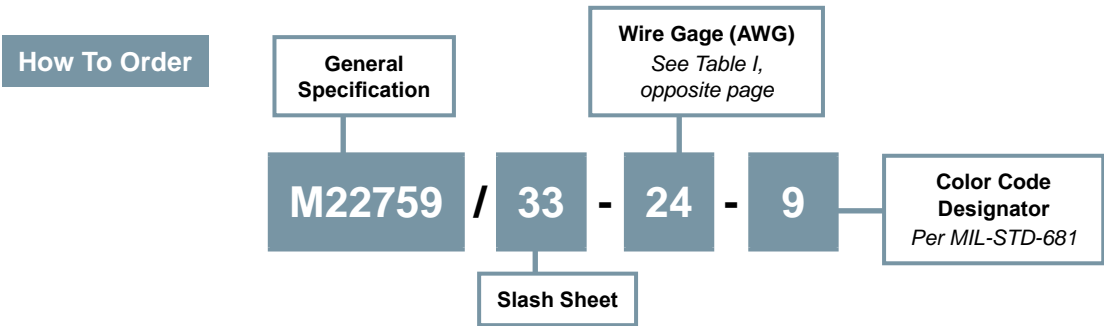 How To Order
General
Specification
Wire Gage (AWG)
See Table I,
opposite page
M22759 / 33 - 24 - 9
Color Code
Designator
Per MIL-STD-681
Slash Sheet